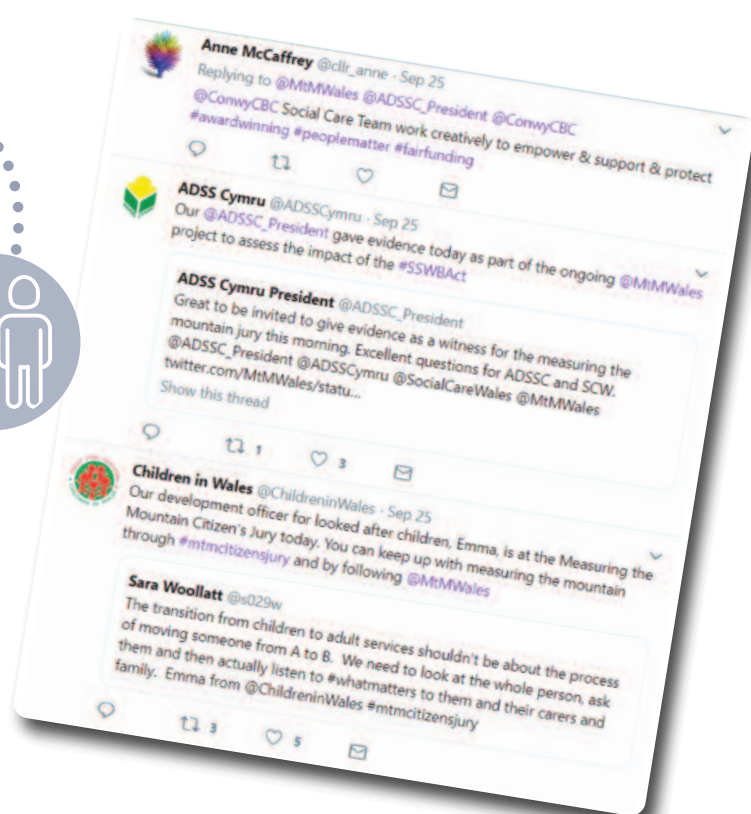 Anne McCaffrey @cllr_anne · Sep 25
Replying to @MtMWales @ADSSC_President @ConwyCBC
@ConwyCBC Social Care Team work creatively to empower & support & protect
#awardwinning #peoplematter #fairfunding
ADSS Cymru @ADSSCymru · Sep 25
Our @ADSSC_President gave evidence today as part of the ongoing @MtMWales
project to assess the impact of the #SSWBAct
ADSS Cymru President @ADSSC_President
Great to be invited to give evidence as a witness for the measuring the
mountain jury this morning. Excellent questions for ADSSC and SCW.
@ADSSC_President @ADSSCymru @SocialCareWales @MtMWales
twitter.com/MtMWales/statu...
Show this thread
1 3
Children in Wales @ChildreninWales · Sep 25
Our development officer for looked after children, Emma, is at the Measuring the
Mountain Citizen's Jury today. You can keep up with measuring the mountain
through #mtmcitizensjury and by following @MtMWales
Sara Woollatt @s029w
The transition from children to adult services shouldn't be about the process
of moving someone from A to B. We need to look at the whole person, ask
them and then actually listen to #whatmatters to them and their carers and
family. Emma from @ChildreninWales #mtmcitizensjury
3 5